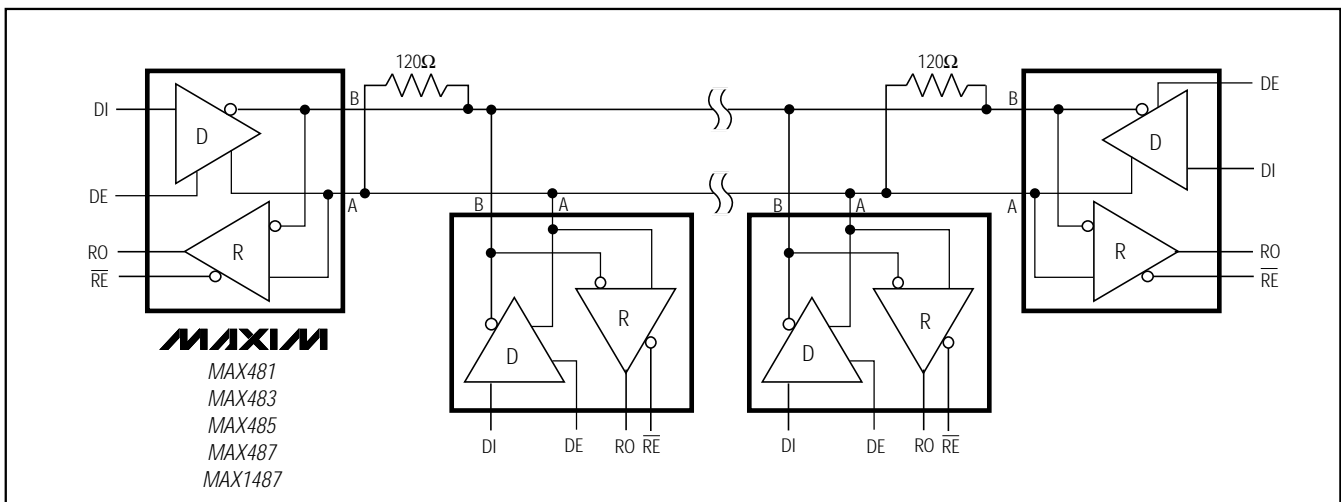 120Ω
120Ω
B
B
DE
DI
D
D
DI
DE
A
B
A
B
A
A
RO
R
R
RO
RE
RE
MAXIM
MAX481
MAX483
MAX485
MAX487
MAX1487
R
R
D
D
DI
DE
RO
RE
DI
DE
RO
RE